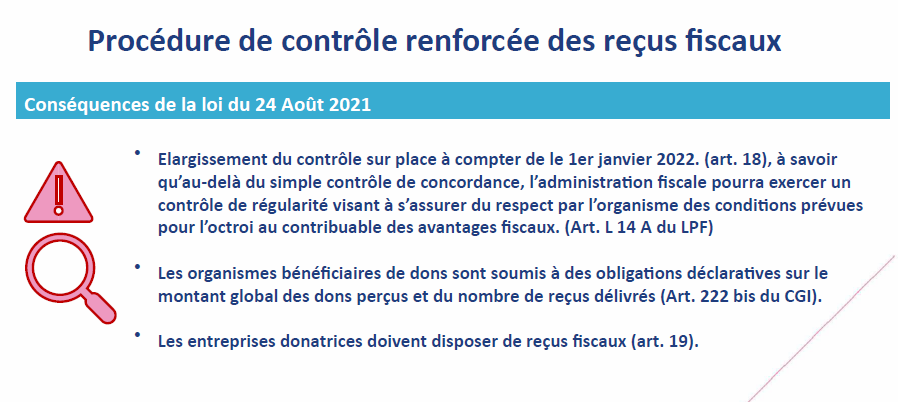 Procédure de contrôle renforcée des reçus fiscaux
Conséquences de la loi du 24 Août 2021
• Elargissement du contrôle sur place à compter de le 1er janvier 2022. (art. 18), à savoir
qu’au-delà du simple contrôle de concordance, l’administration fiscale pourra exercer un
contrôle de régularité visant à s’assurer du respect par l’organisme des conditions prévues
pour l’octroi au contribuable des avantages fiscaux. (Art. L 14 A du LPF)
• Les organismes bénéficiaires de dons sont soumis à des obligations déclaratives sur le
montant global des dons perçus et du nombre de reçus délivrés (Art. 222 bis du CGI).
• Les entreprises donatrices doivent disposer de reçus fiscaux (art. 19).